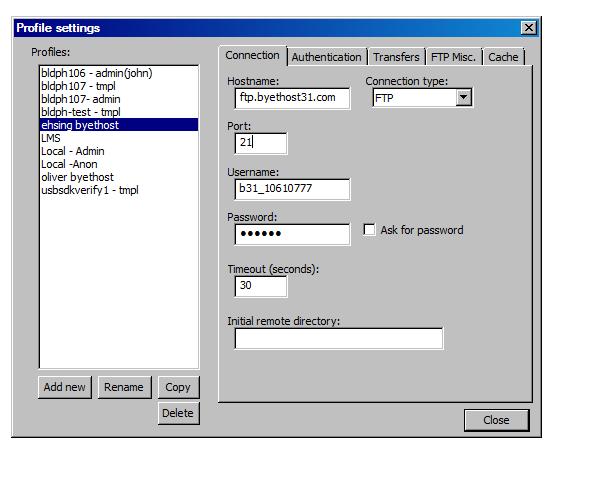 Profile settings
Profiles:
bldph106 - admin(john)
bldph107 - tmpl
bldph107- admin
bldph-test - tmpl
ehsing byethost
LMS
Local - Admin
Local -Anon
oliver byethost
usbsdkverify1 - tmpl
Add new Rename Copy
Delete
Connection Authentication Transfers FTP Misc. Cache
Hostname: Connection type:
ftp.byethost31.com FTP
Port:
21
Username:
b31_10610777
Password:
●●●●●● Ask for password
Timeout (seconds):
30
Initial remote directory:
Close